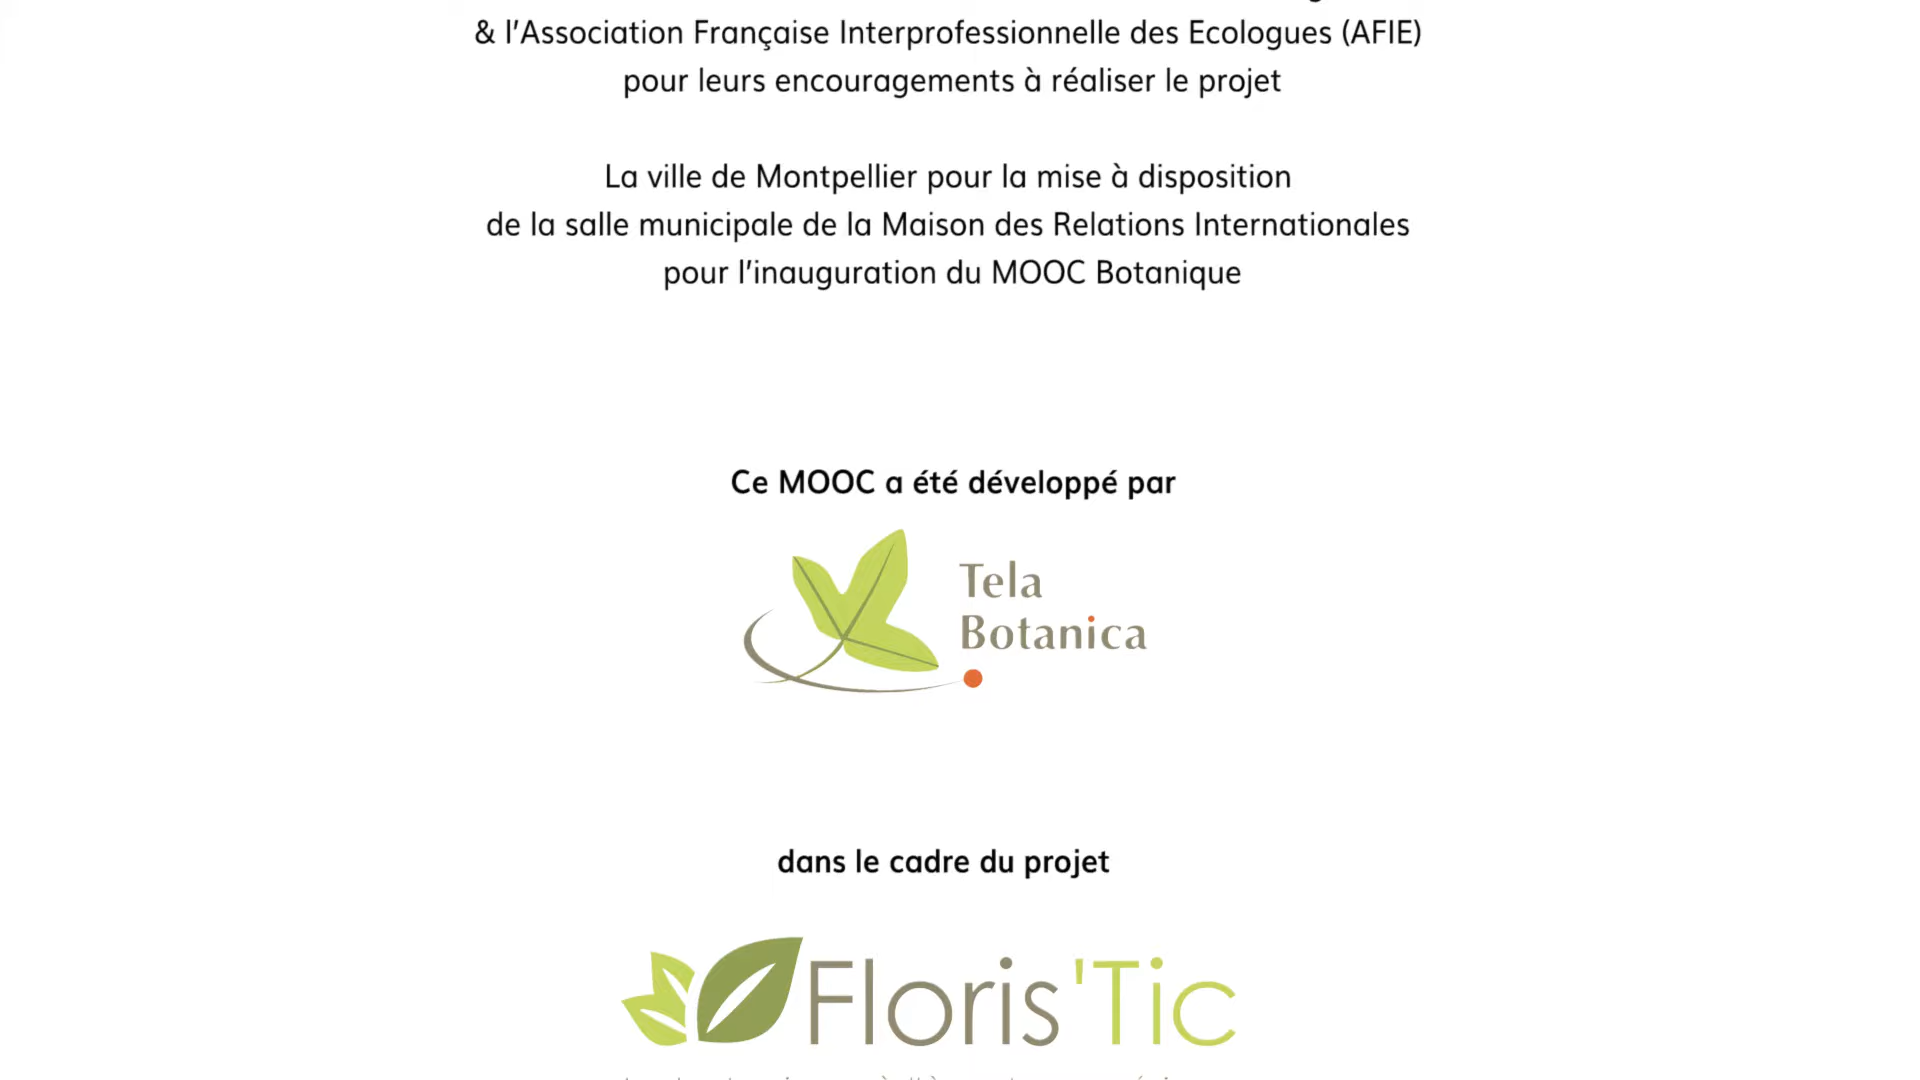 & l’Association Française Interprofessionnelle des Ecologues (AFIE)
pour leurs encouragements à réaliser le projet
La ville de Montpellier pour la mise à disposition
de la salle municipale de la Maison des Relations Internationales
pour l’inauguration du MOOC Botanique
Ce MOOC a été développé par
Tela
Botanica
dans le cadre du projet
Floris'Tic